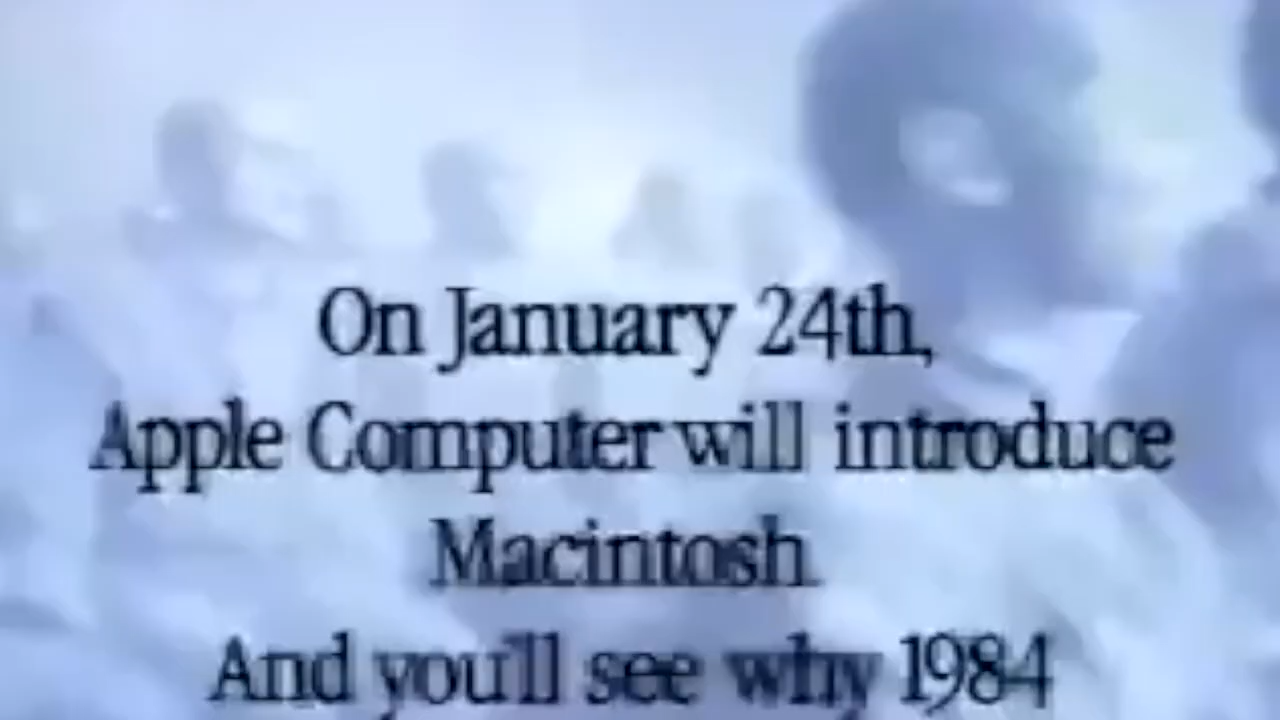 On January 24th,
Apple Computer will introduce
Macintosh.
And you'll see why 1984